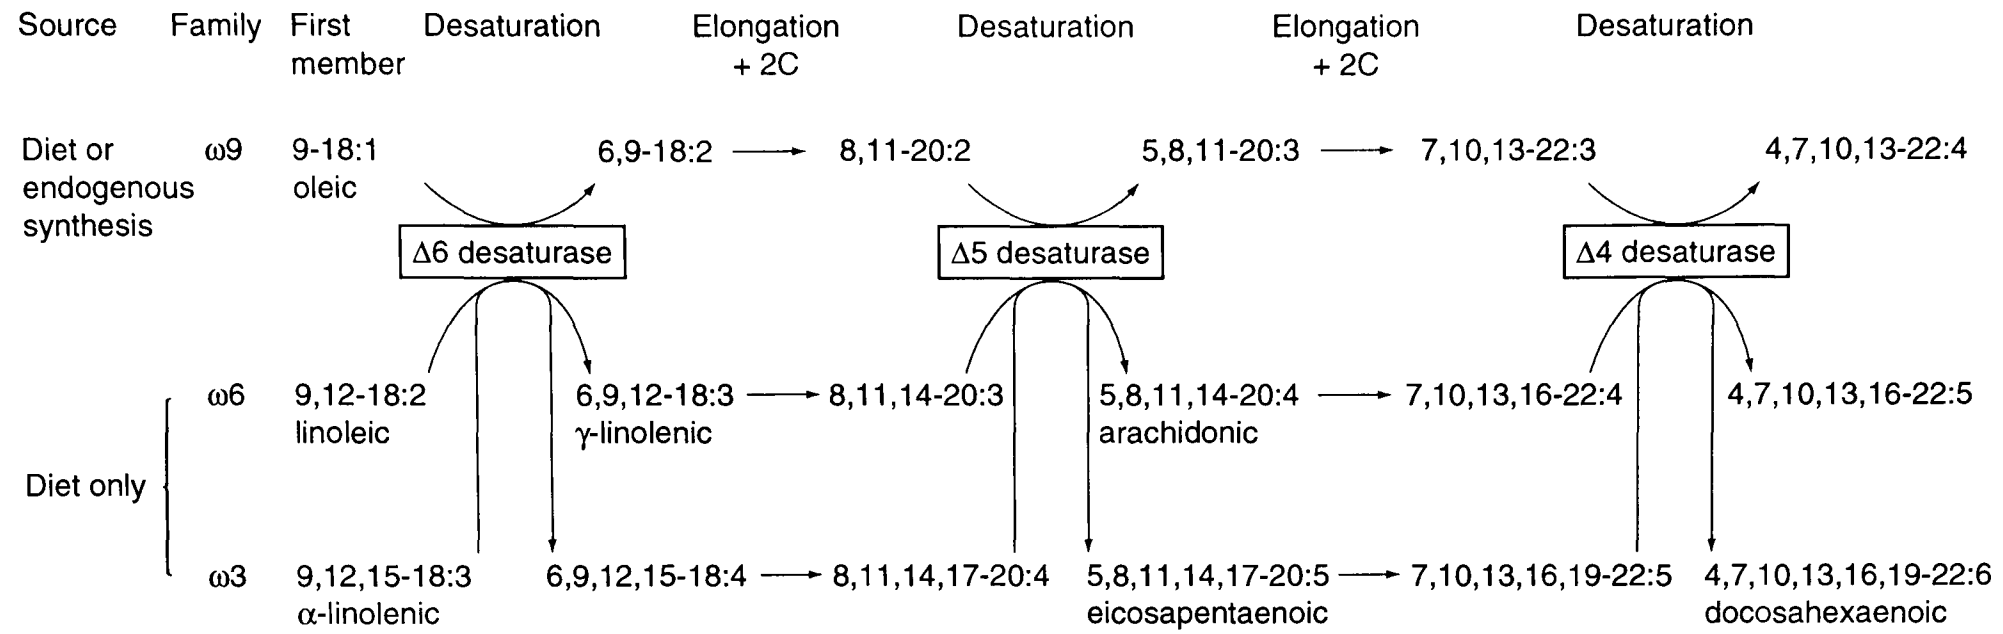 Source Family First Desaturation Elongation Desaturation Elongation Desaturation
member + 2C + 2C
Diet or ω9 9-18:1 6,9-18:2 8,11-20:2 5,8,11-20:3 7,10,13-22:3 4,7,10,13-22:4
endogenous oleic
synthesis
Δ6 desaturase Δ5 desaturase Δ4 desaturase
ω6 9,12-18:2 6,9,12-18:3 8,11,14-20:3 5,8,11,14-20:4 7,10,13,16-22:4 4,7,10,13,16-22:5
linoleic γ-linolenic arachidonic
Diet only
ω3 9,12,15-18:3 6,9,12,15-18:4 8,11,14,17-20:4 5,8,11,14,17-20:5 7,10,13,16,19-22:5 4,7,10,13,16,19-22:6
α-linolenic eicosapentaenoic docosahexaenoic